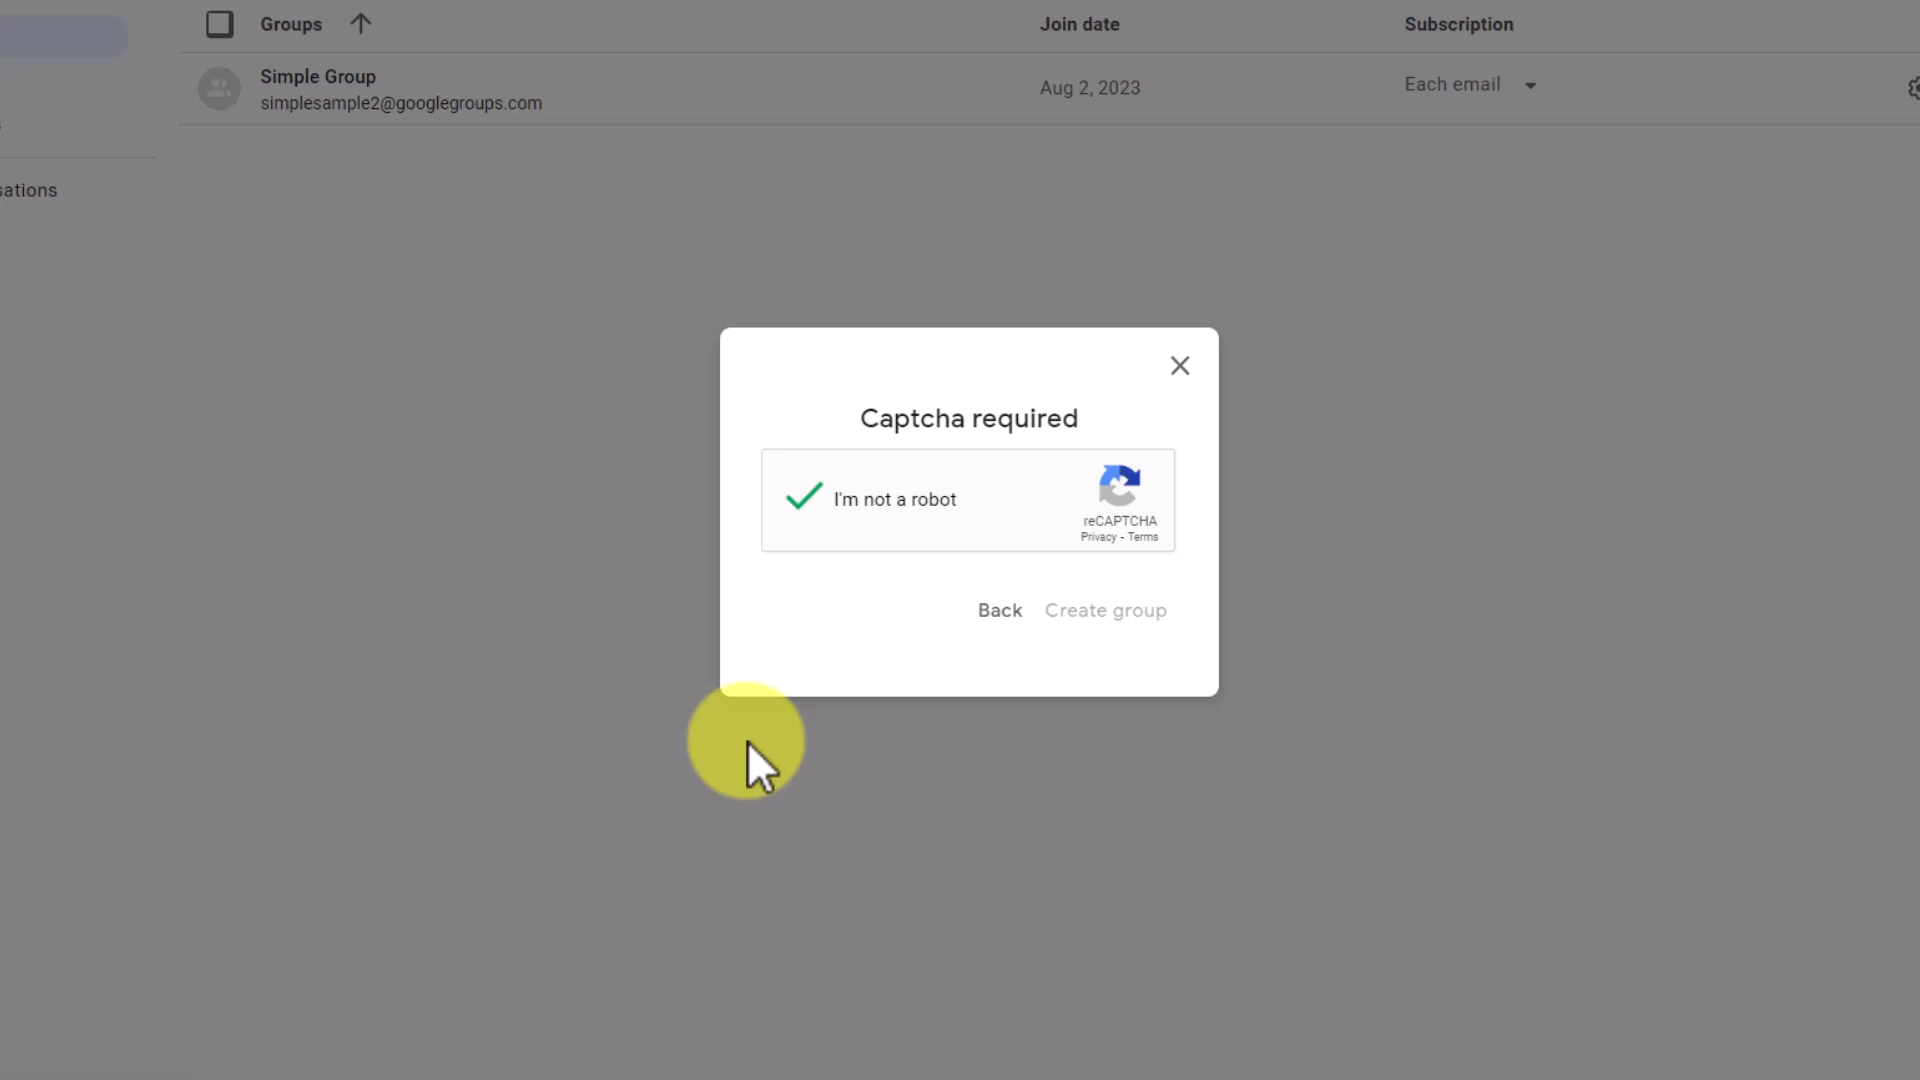 Groups
Join date
Subscription
Simple Group
simplesample2@googlegroups.com
Aug 2, 2023
Each email
sations
Captcha required
I'm not a robot
reCAPTCHA
Privacy - Terms
Back
Create group